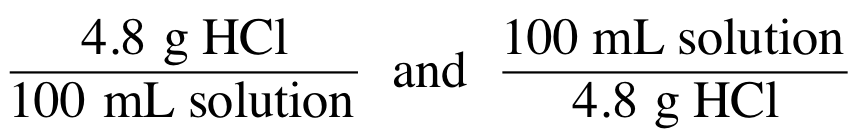 4.8 g HCl
100 mL solution
and
100 mL solution
4.8 g HCl